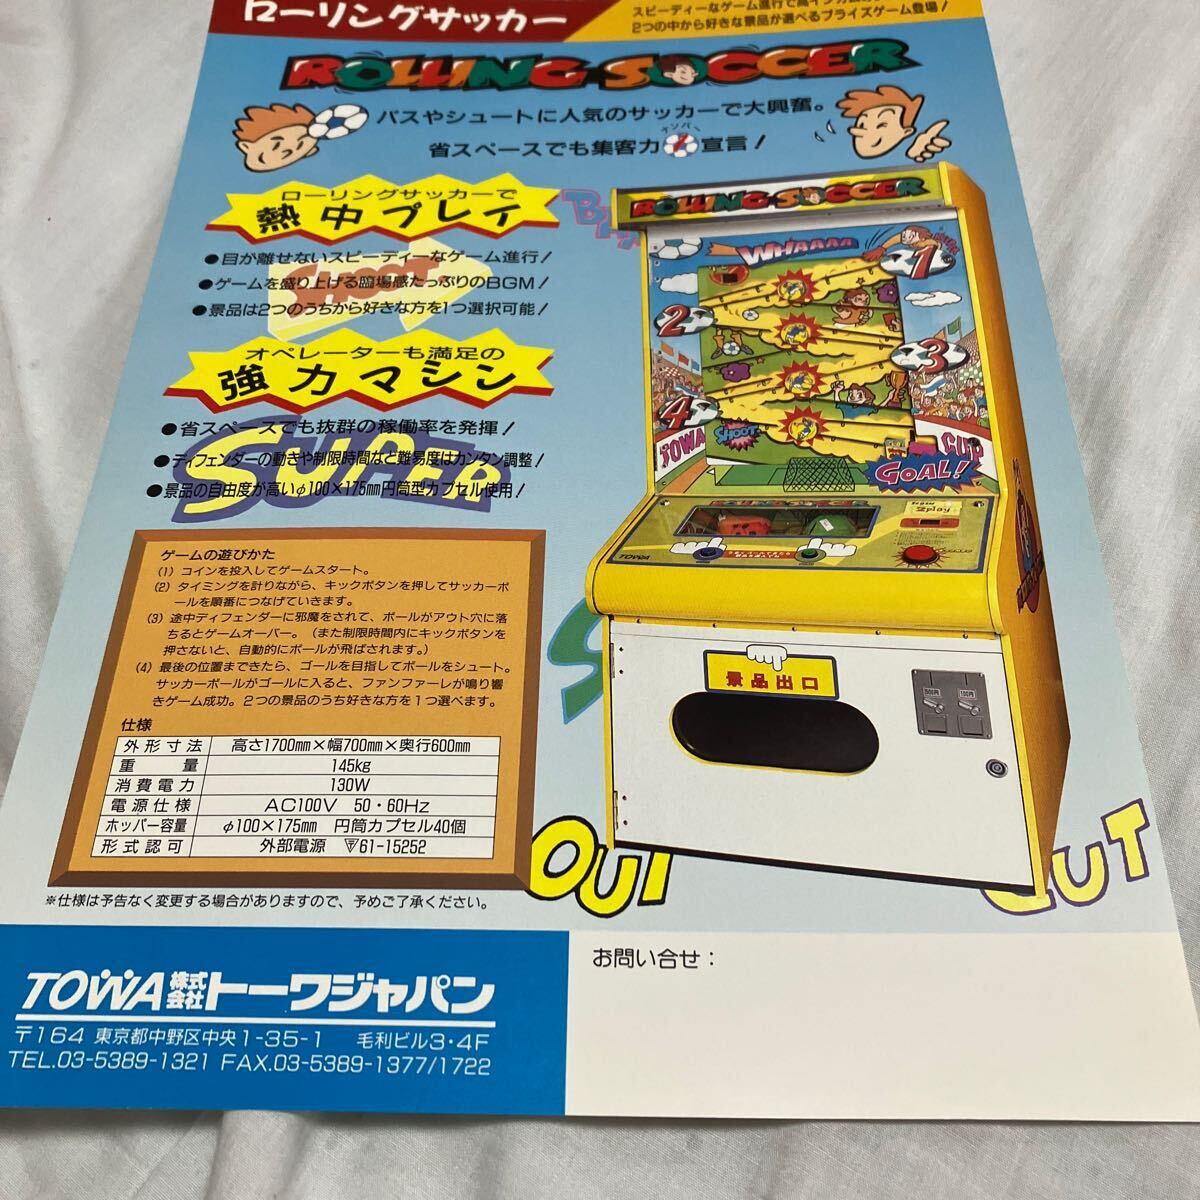 ローリングサッカー
2つの中から好きな景品が選べるプライズゲーム登場!
ROLLING SOCCER
パスやシュートに人気のサッカーで大興奮。
省スペースでも集客力1宣言!
ナンバー
ローリングサッカーで
熱中プレイ
●目が離せないスピーディーなゲーム進行!
●ゲームを盛り上げる臨場感たっぷりのBGM!
●景品は2つのうちから好きな方を1つ選択可能!
SHOOT
オペレーターも満足の
強力マシン
●省スペースでも抜群の稼働率を発揮!
●ディフェンダーの動きや制限時間など難易度はカンタン調整!
●景品の自由度が高いφ100×175mm円筒型カプセル使用!
SUPER
ゲームの遊びかた
(1) コインを投入してゲームスタート。
(2) タイミングを計りながら、キックボタンを押してサッカーボ
ールを順番につなげていきます。
(3) 途中ディフェンダーに邪魔をされて、ボールがアウト穴に落
ちるとゲームオーバー。(また制限時間内にキックボタンを
押さないと、自動的にボールが飛ばされます。)
(4) 最後の位置まできたら、ゴールを目指してボールをシュート。
サッカーボールがゴールに入ると、ファンファーレが鳴り響
きゲーム成功。2つの景品のうち好きな方を1つ選べます。
仕様
外形寸法 高さ1700mm×幅700mm×奥行600mm
重量 145kg
消費電力 130W
電源仕様 AC100V 50・60Hz
ホッパー容量 φ100×175mm 円筒カプセル40個
形式認可 外部電源 61-15252
※仕様は予告なく変更する場合がありますので、予めご了承ください。
ROLLING SOCCER
WHAAAA
1
2
3
4
TOWA
SHOOT
CUP
GOAL!
2play
TOWA
景品出口
500円
100円
OUT
OUT
TOWA 株式会社トーワジャパン
〒164 東京都中野区中央1-35-1 毛利ビル3・4F
TEL.03-5389-1321 FAX.03-5389-1377/1722
お問い合せ: